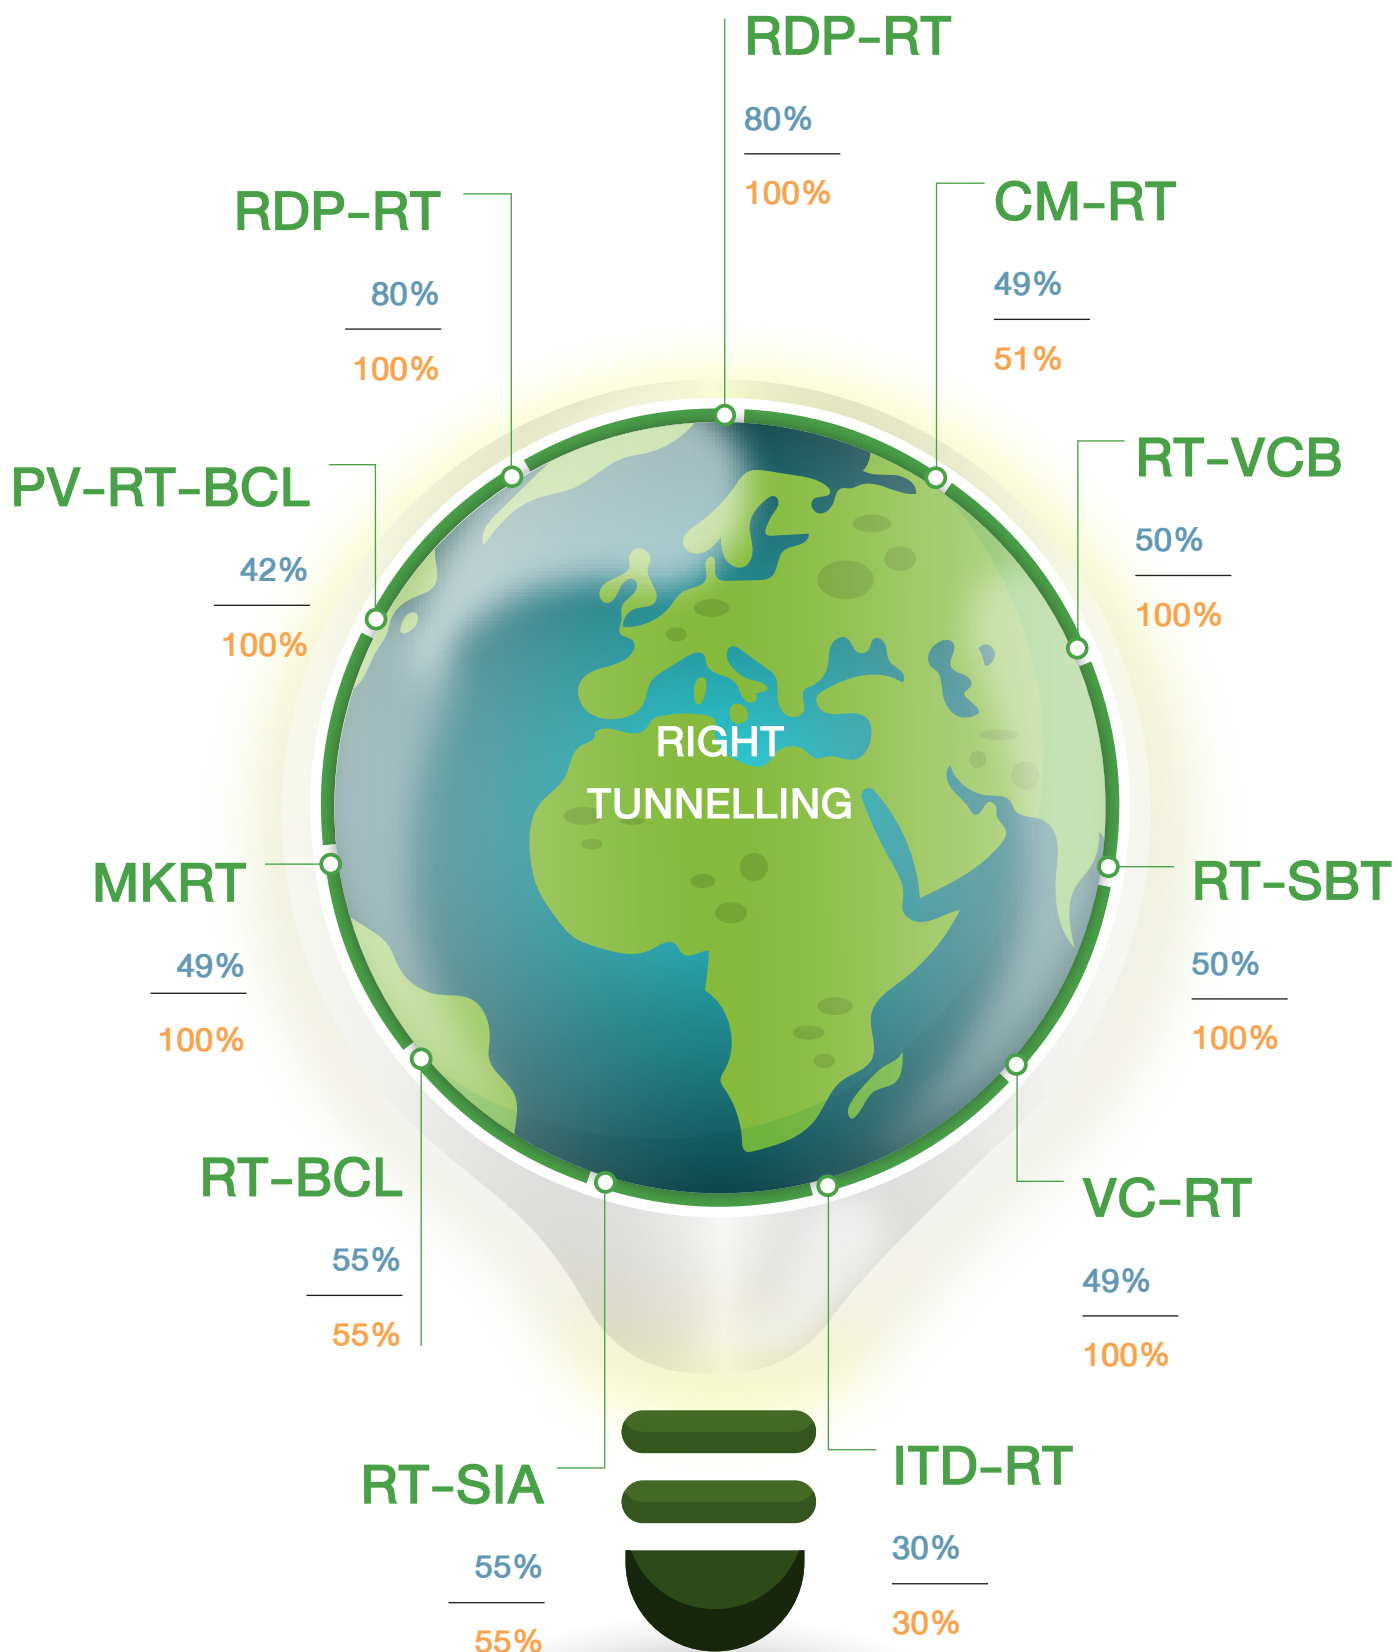 RDP-RT
80%
100%
CM-RT
49%
51%
RT-VCB
50%
100%
RT-SBT
50%
100%
VC-RT
49%
100%
ITD-RT
30%
30%
RT-SIA
55%
55%
RT-BCL
55%
55%
MKRT
49%
100%
PV-RT-BCL
42%
100%
RDP-RT
80%
100%
RIGHT
TUNNELLING